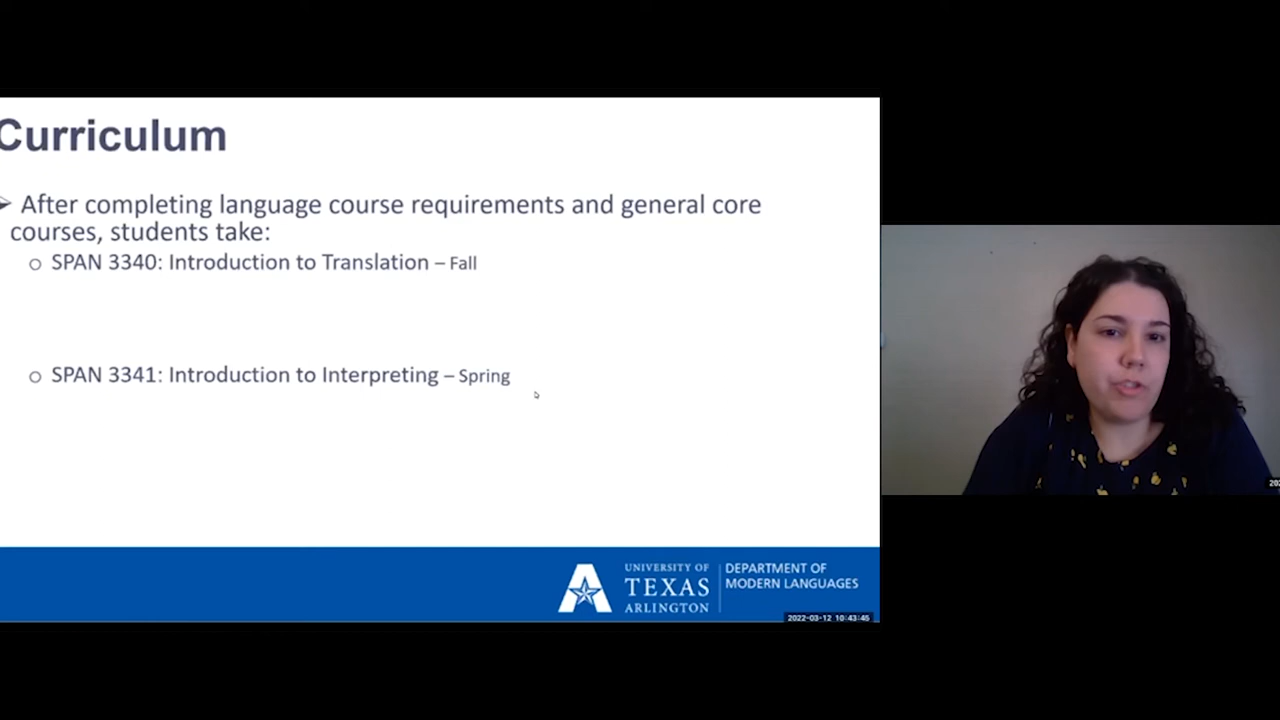 Curriculum
➢ After completing language course requirements and general core
courses, students take:
o SPAN 3340: Introduction to Translation – Fall
o SPAN 3341: Introduction to Interpreting – Spring
UNIVERSITY OF
TEXAS
ARLINGTON
DEPARTMENT OF
MODERN LANGUAGES
2022-03-12 10:43:45
202